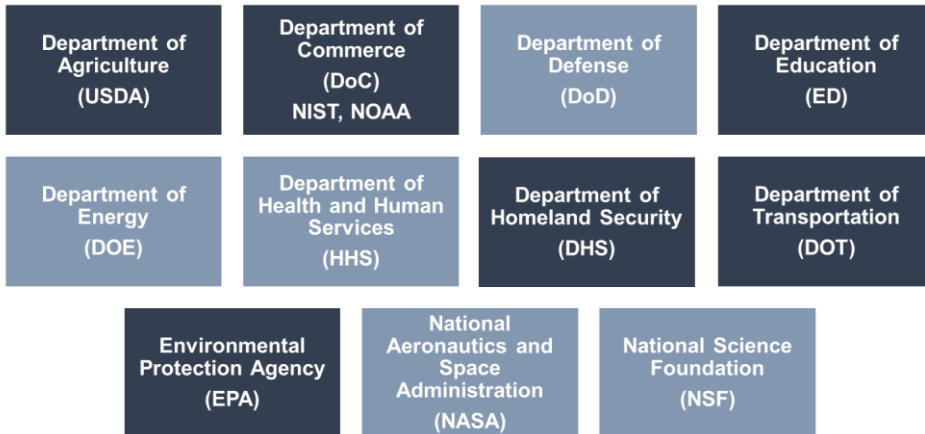 Department of
Agriculture
(USDA)
Department of
Commerce
(DoC)
NIST, NOAA
Department of
Defense
(DoD)
Department of
Education
(ED)
Department of
Energy
(DOE)
Department of
Health and Human
Services
(HHS)
Department of
Homeland Security
(DHS)
Department of
Transportation
(DOT)
Environmental
Protection Agency
(EPA)
National
Aeronautics and
Space
Administration
(NASA)
National Science
Foundation
(NSF)